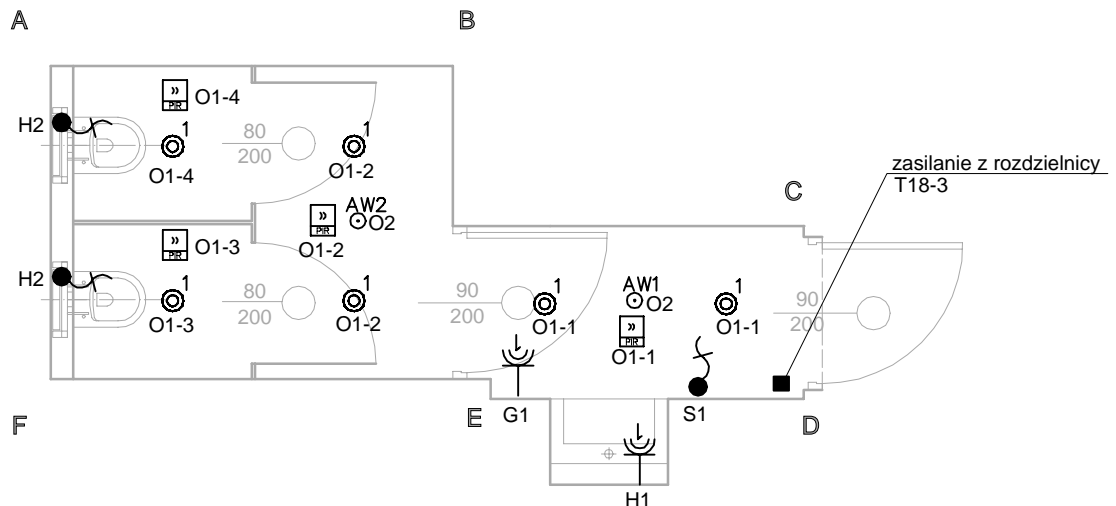 A
B
»
PIR
O1-4
H2
1
O1-4
80
200
1
O1-2
zasilanie z rozdzielnicy
T18-3
C
»
PIR
O1-2
AW2
O2
»
PIR
O1-3
H2
1
O1-3
80
200
1
O1-2
90
200
1
O1-1
AW1
O2
»
PIR
O1-1
1
O1-1
90
200
F
E
G1
S1
D
H1